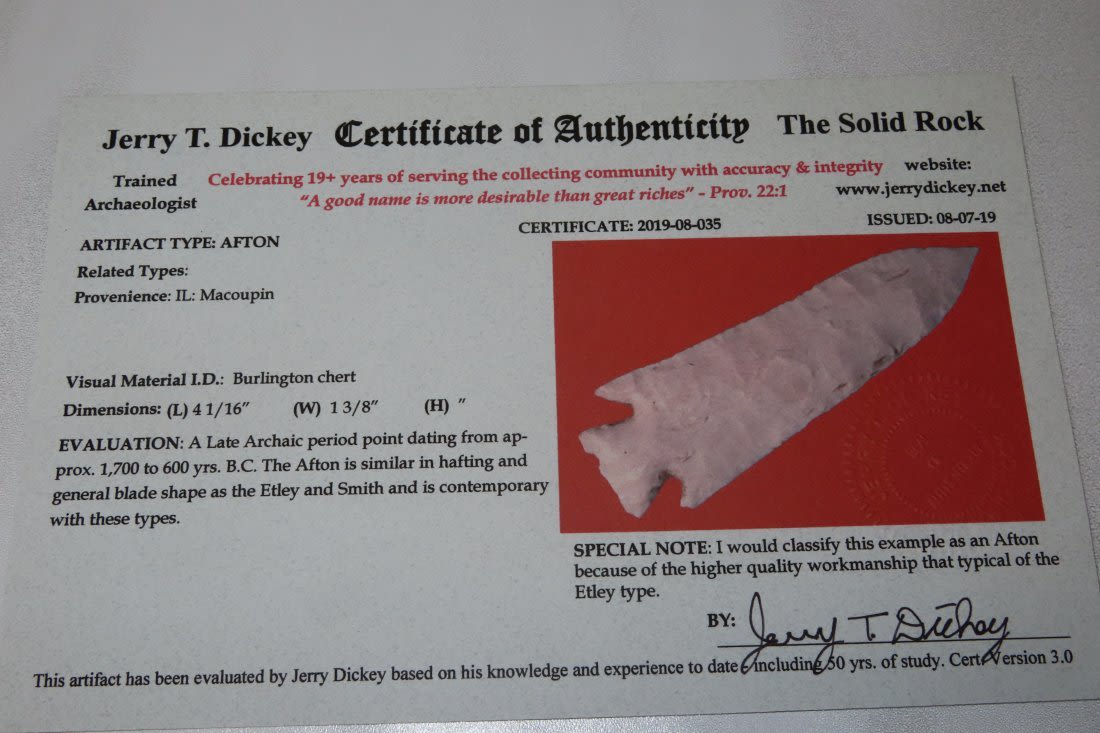 Jerry T. Dickey Certificate of Authenticity The Solid Rock
Trained Archaeologist
Celebrating 19+ years of serving the collecting community with accuracy & integrity
"A good name is more desirable than great riches" - Prov. 22:1
website:
www.jerrydickey.net
CERTIFICATE: 2019-08-035
ISSUED: 08-07-19
ARTIFACT TYPE: AFTON
Related Types:
Provenience: IL: Macoupin
Visual Material I.D.: Burlington chert
Dimensions: (L) 4 1/16" (W) 1 3/8" (H) "
EVALUATION: A Late Archaic period point dating from ap-
prox. 1,700 to 600 yrs. B.C. The Afton is similar in hafting and
general blade shape as the Etley and Smith and is contemporary
with these types.
SPECIAL NOTE: I would classify this example as an Afton
because of the higher quality workmanship that typical of the
Etley type.
BY: Jerry T. Dickey
This artifact has been evaluated by Jerry Dickey based on his knowledge and experience to date, including 50 yrs. of study. Cert. Version 3.0